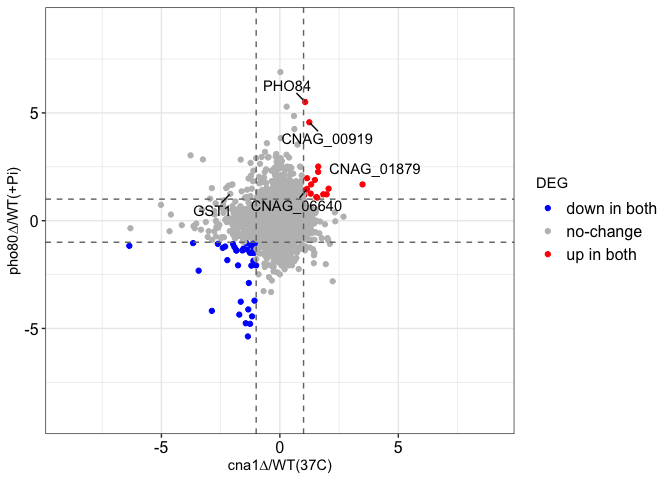 PHO84
CNAG_00919
CNAG_01879
GST1
CNAG_06640
5
0
-5
-5
0
5
pho80Δ/WT(+Pi)
cna1Δ/WT(37C)
DEG
down in both
no-change
up in both